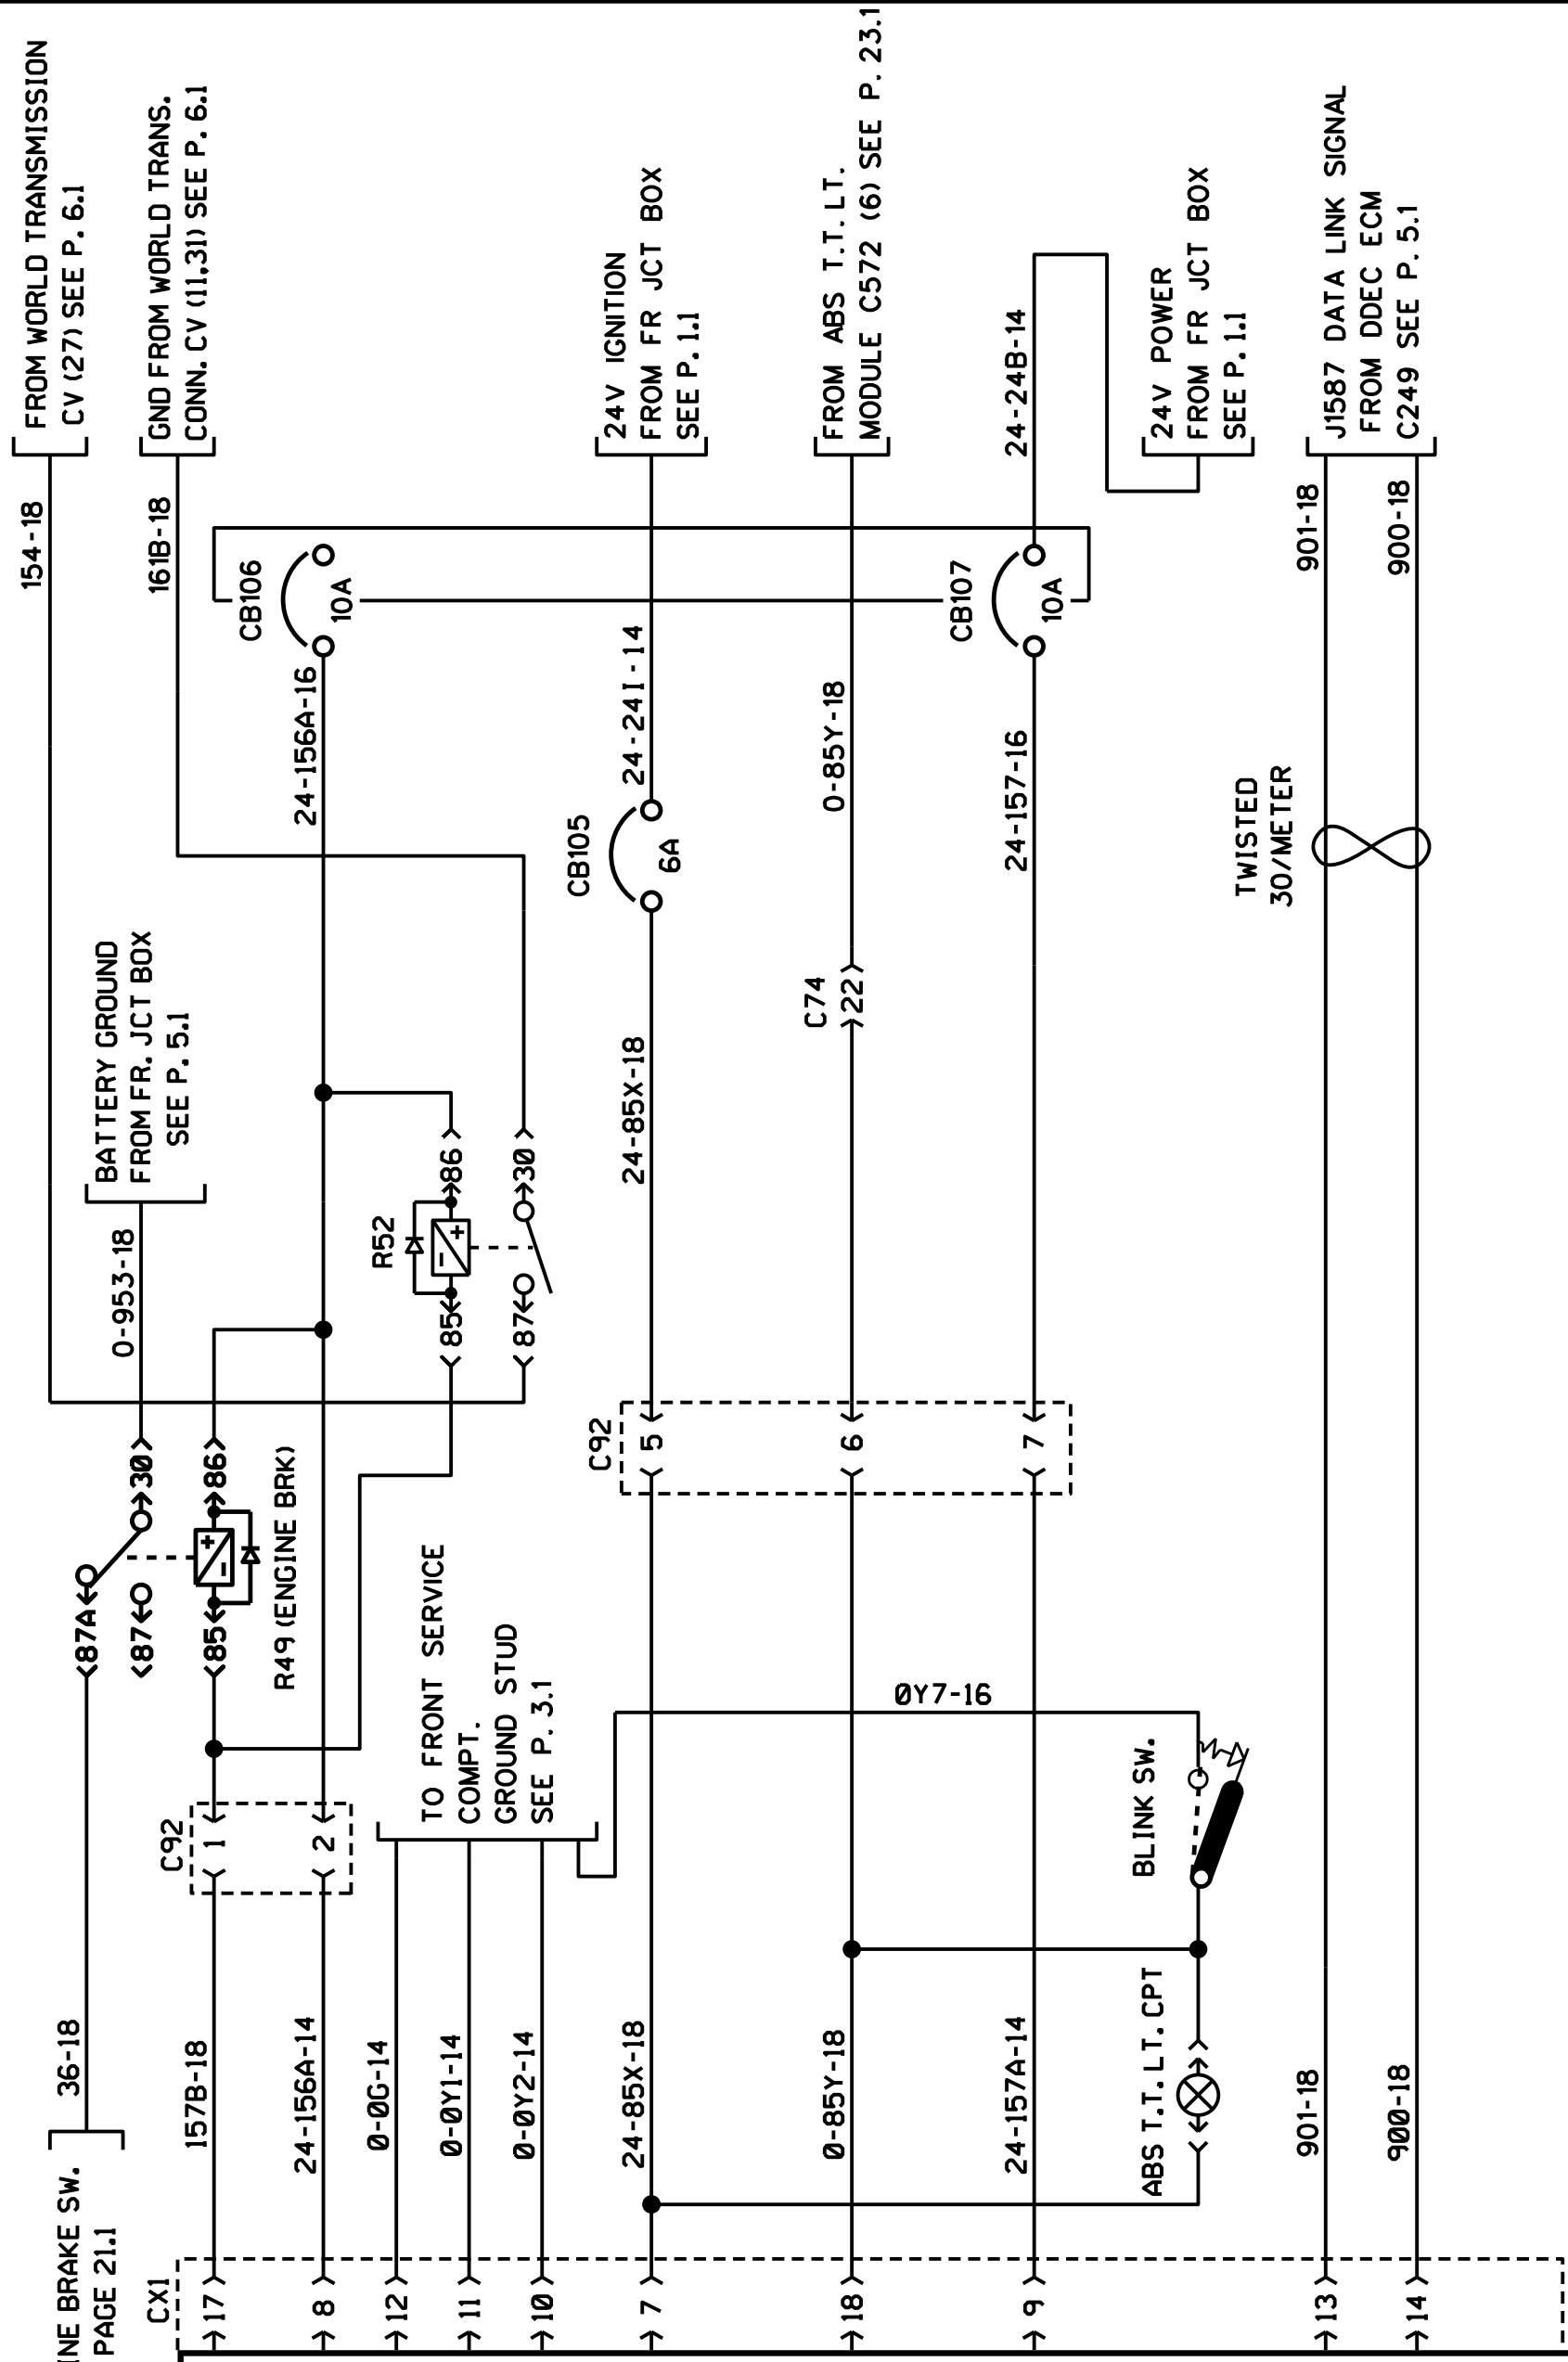 FROM WORLD TRANSMISSION
CV (27) SEE P. 6.1
154-18
GND FROM WORLD TRANS.
CONN. CV (11,31) SEE P. 6.1
161B-18
BATTERY GROUND
FROM FR. JCT BOX
SEE P. 5.1
0-953-18
CB106
10A
24-156A-16
24V IGNITION
FROM FR JCT BOX
SEE P. 1.1
24-24I-14
CB105
6A
24-85X-18
FROM ABS T.T. LT.
MODULE C572 (6) SEE P. 23.1
0-85Y-18
C74
22
24-24B-14
CB107
10A
24-157-16
24V POWER
FROM FR JCT BOX
SEE P. 1.1
J1587 DATA LINK SIGNAL
FROM DDEC ECM
C249 SEE P. 5.1
901-18
900-18
TWISTED
30/METER
R52
86
85
30
87
87A
30
87
86
85
R49 (ENGINE BRK)
C92
5
6
7
C92
1
2
TO FRONT SERVICE
COMPT.
GROUND STUD
SEE P. 3.1
0Y7-16
BLINK SW.
ABS T.T. LT. CPT
36-18
BRAKE SW.
PAGE 21.1
157B-18
24-156A-14
0-0G-14
0-0Y1-14
0-0Y2-14
24-85X-18
0-85Y-18
24-157A-14
901-18
900-18
CX1
17
8
12
11
10
7
18
9
13
14